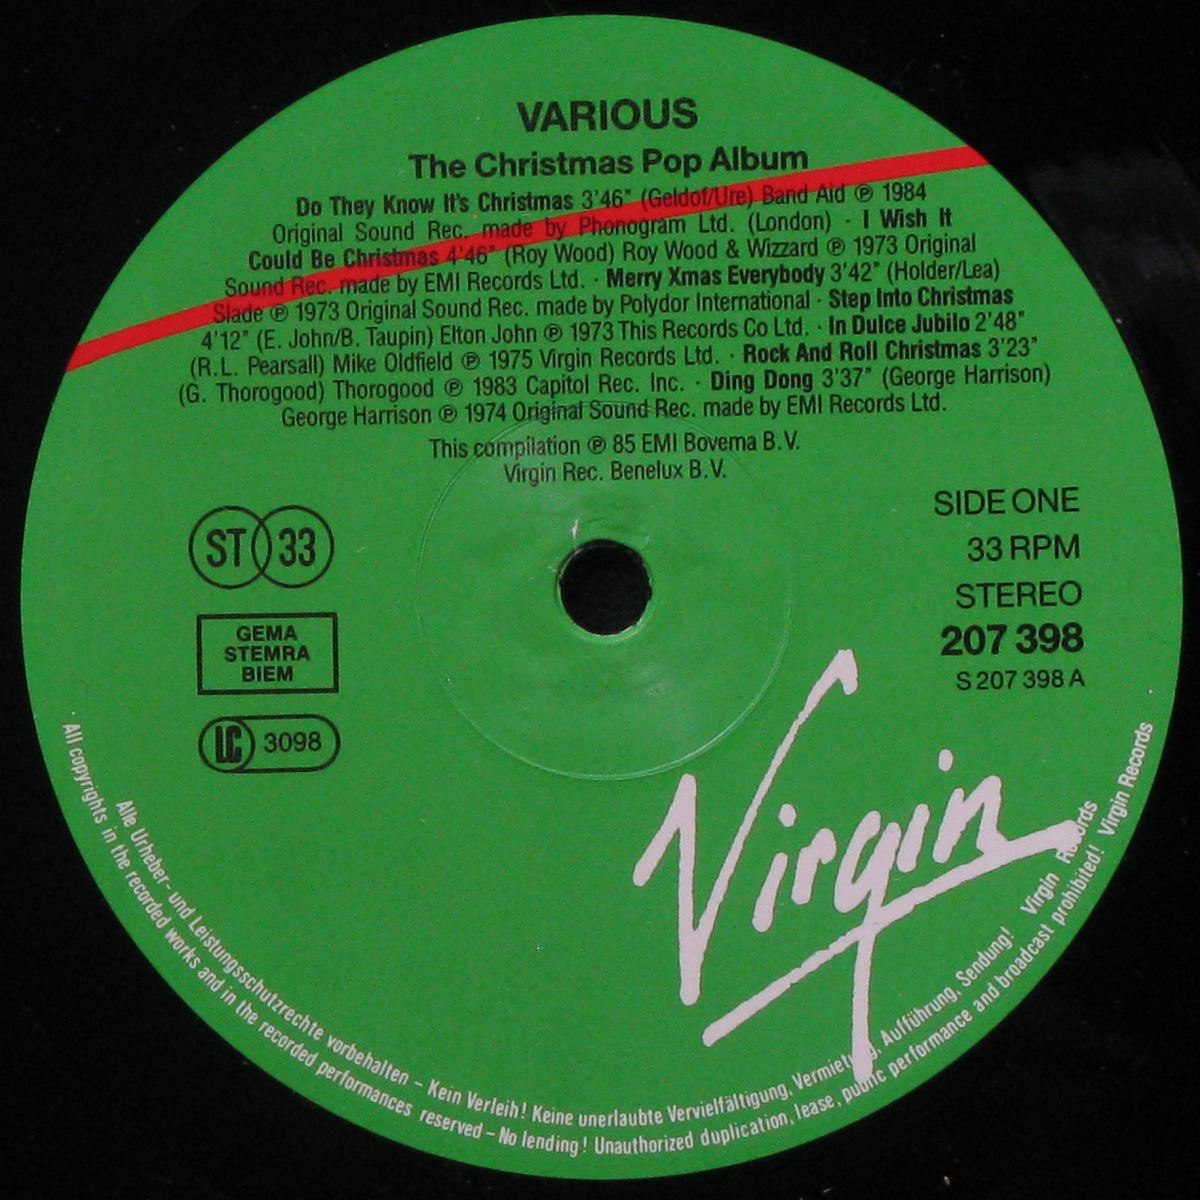 VARIOUS
The Christmas Pop Album
Do They Know It's Christmas 3'46" (Geldof/Ure) Band Aid ℗ 1984
Original Sound Rec. made by Phonogram Ltd. (London) · I Wish It
Could Be Christmas 4'46" (Roy Wood) Roy Wood & Wizzard ℗ 1973 Original
Sound Rec. made by EMI Records Ltd. · Merry Xmas Everybody 3'42" (Holder/Lea)
Slade ℗ 1973 Original Sound Rec. made by Polydor International · Step Into Christmas
4'12" (E. John/B. Taupin) Elton John ℗ 1973 This Records Co Ltd. · In Dulce Jubilo 2'48"
(R.L. Pearsall) Mike Oldfield ℗ 1975 Virgin Records Ltd. · Rock And Roll Christmas 3'23"
(G. Thorogood) Thorogood ℗ 1983 Capitol Rec. Inc. · Ding Dong 3'37" (George Harrison)
George Harrison ℗ 1974 Original Sound Rec. made by EMI Records Ltd.
This compilation ℗ 85 EMI Bovema B.V.
Virgin Rec. Benelux B.V.
SIDE ONE
33 RPM
STEREO
207 398
S 207 398 A
ST 33
GEMA
STEMRA
BIEM
LC 3098
Virgin
Alle Urheber- und Leistungsschutzrechte vorbehalten – Kein Verleih! Keine unerlaubte Vervielfältigung, Vermietung, Aufführung, Sendung! Virgin Records
All copyrights in the recorded works and in the recorded performances reserved – No lending! Unauthorized duplication, lease, public performance and broadcast prohibited! Virgin Records